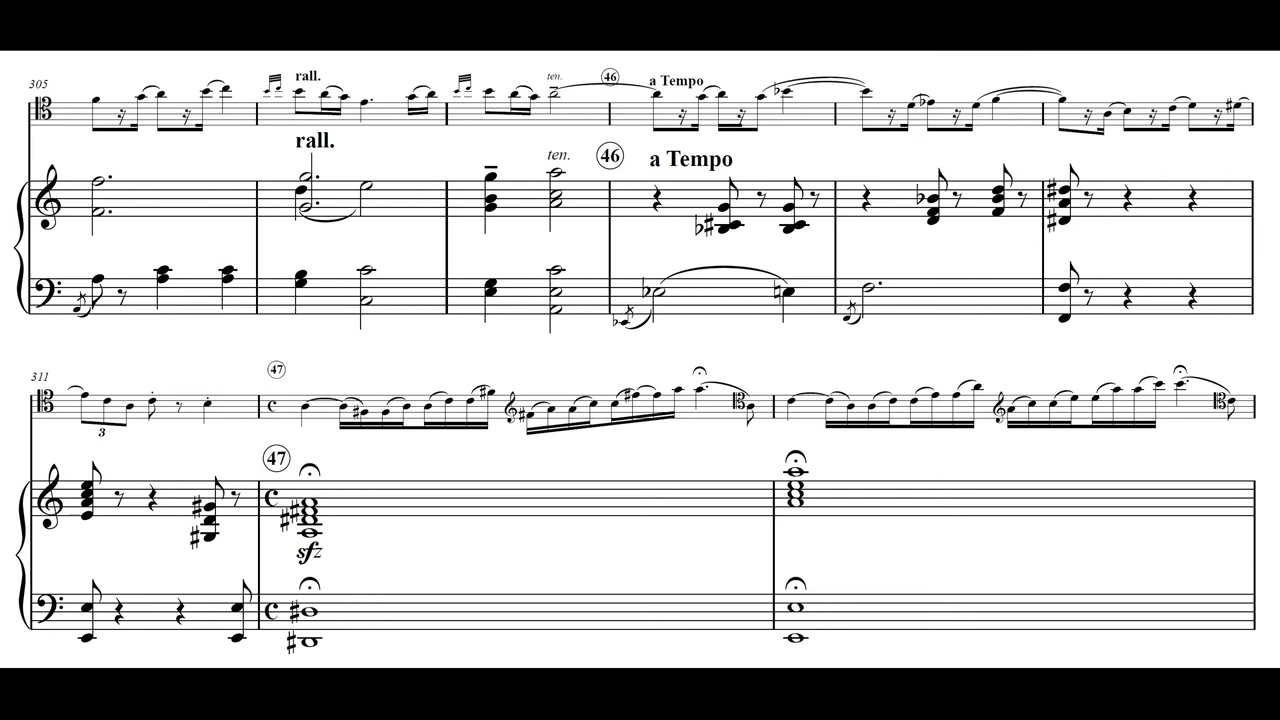 305
rall.
ten.
46
a Tempo
rall.
ten.
46
a Tempo
311
3
47
47
sfz